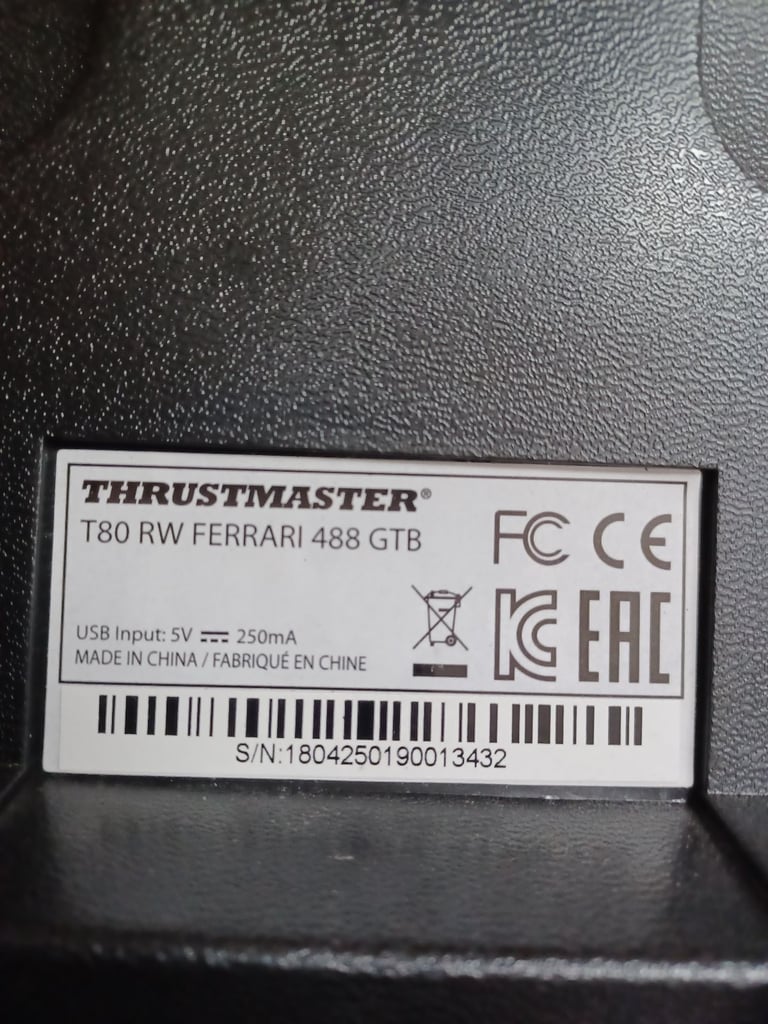 THRUSTMASTER®
T80 RW FERRARI 488 GTB
FC CE
USB Input: 5V ⎓ 250mA
MADE IN CHINA / FABRIQUÉ EN CHINE
KC EAC
S/N:1804250190013432